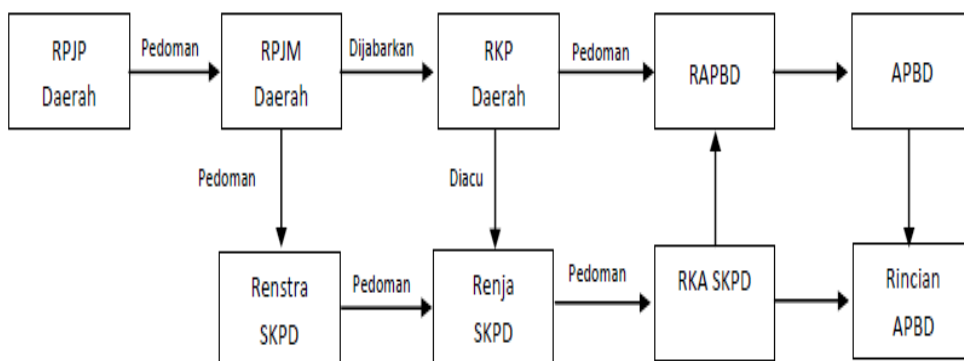 RPJP
Daerah
Pedoman
RPJM
Daerah
Dijabarkan
RKP
Daerah
Pedoman
RAPBD
APBD
Pedoman
Diacu
Renstra
SKPD
Pedoman
Renja
SKPD
Pedoman
RKA SKPD
Rincian
APBD